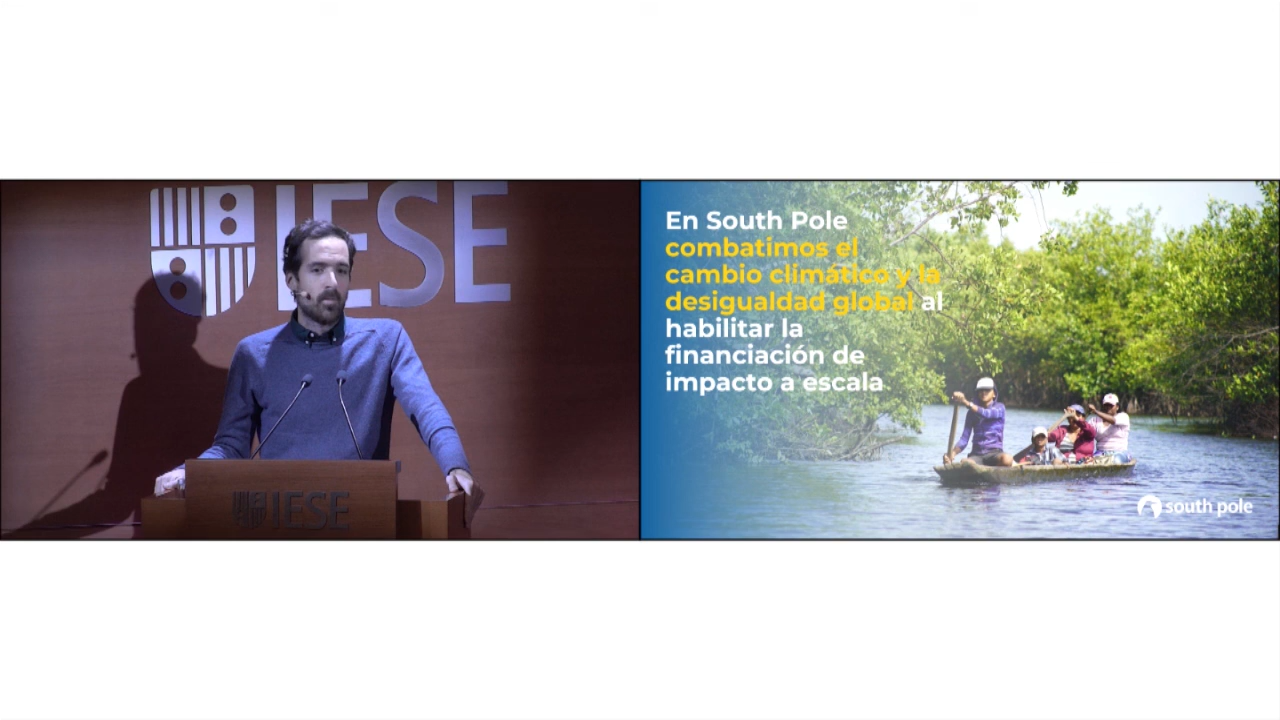 IESE
IESE
En South Pole
combatimos el
cambio climático y la
desigualdad global al
habilitar la
financiación de
impacto a escala
south pole